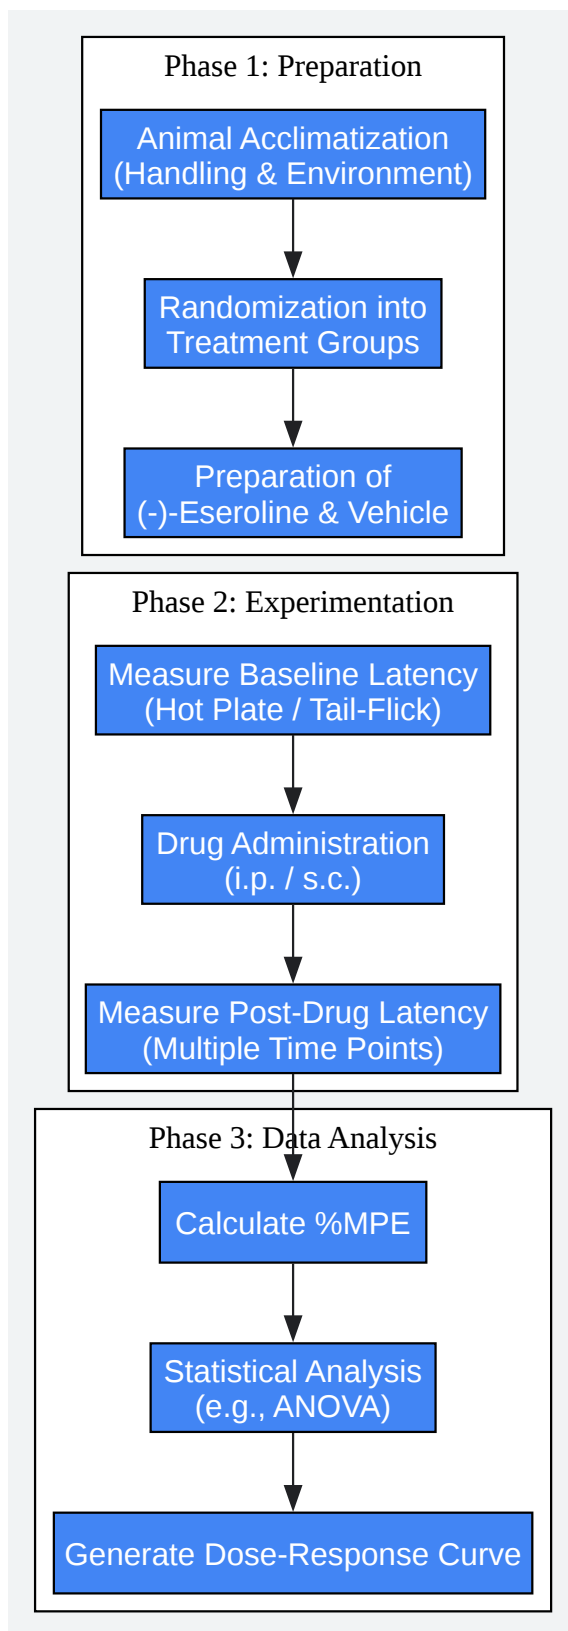 Phase 1: Preparation
Animal Acclimatization
(Handling & Environment)
Randomization into
Treatment Groups
Preparation of
(-)-Eseroline & Vehicle
Phase 2: Experimentation
Measure Baseline Latency
(Hot Plate / Tail-Flick)
Drug Administration
(i.p. / s.c.)
Measure Post-Drug Latency
(Multiple Time Points)
Phase 3: Data Analysis
Calculate %MPE
Statistical Analysis
(e.g., ANOVA)
Generate Dose-Response Curve